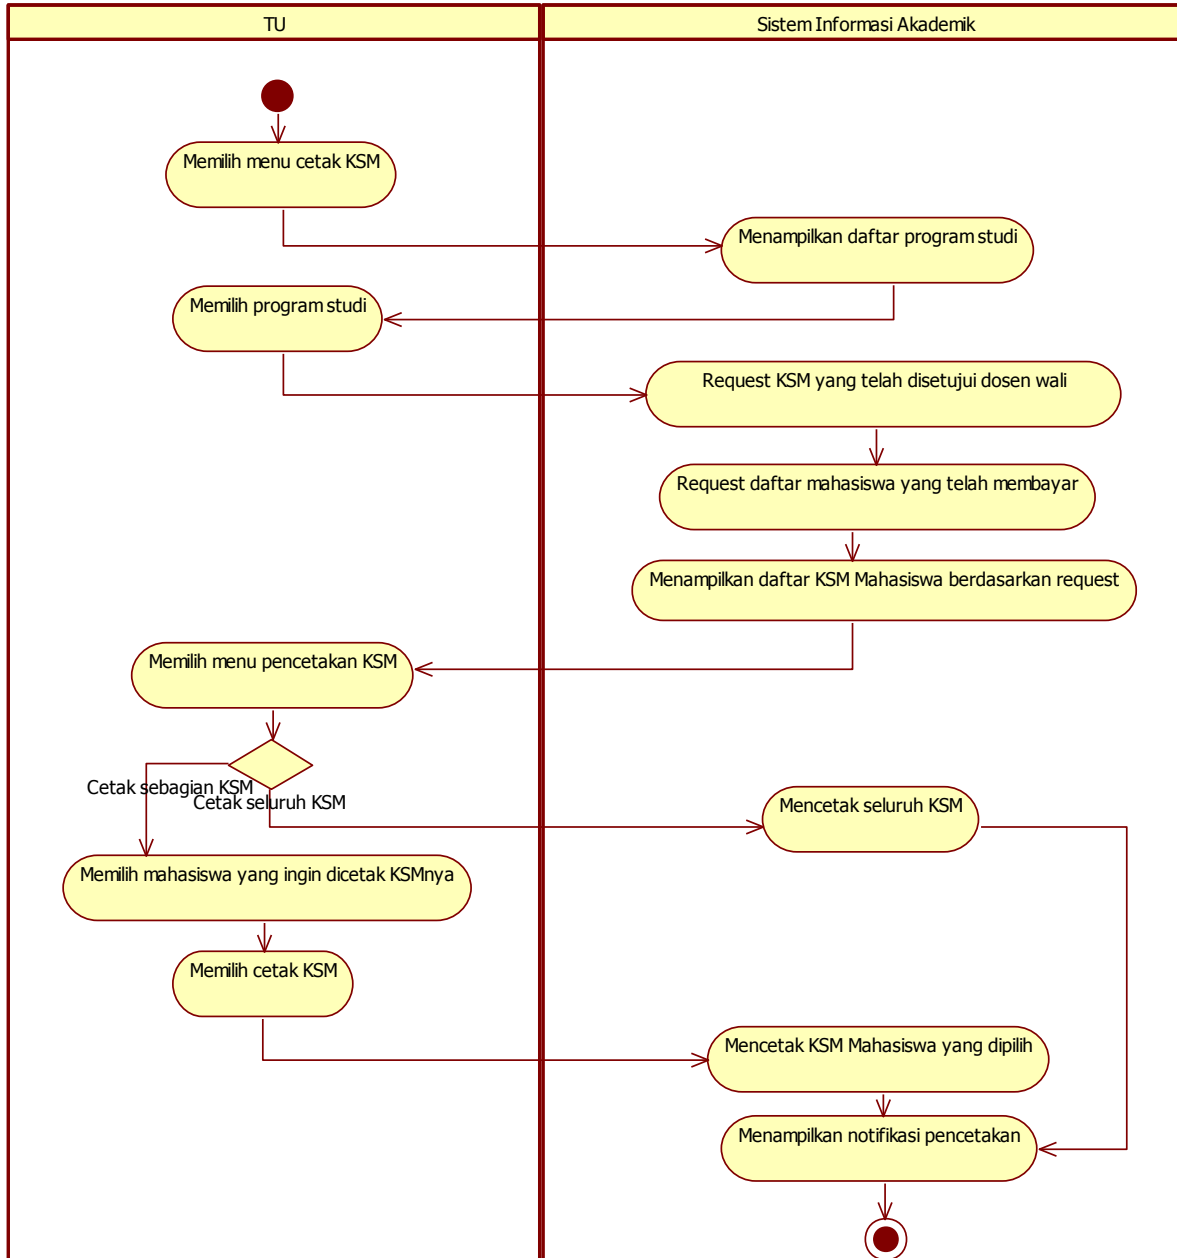 TU
Sistem Informasi Akademik
Memilih menu cetak KSM
Menampilkan daftar program studi
Memilih program studi
Request KSM yang telah disetujui dosen wali
Request daftar mahasiswa yang telah membayar
Menampilkan daftar KSM Mahasiswa berdasarkan request
Memilih menu pencetakan KSM
Cetak sebagian KSM
Cetak seluruh KSM
Mencetak seluruh KSM
Memilih mahasiswa yang ingin dicetak KSMnya
Memilih cetak KSM
Mencetak KSM Mahasiswa yang dipilih
Menampilkan notifikasi pencetakan